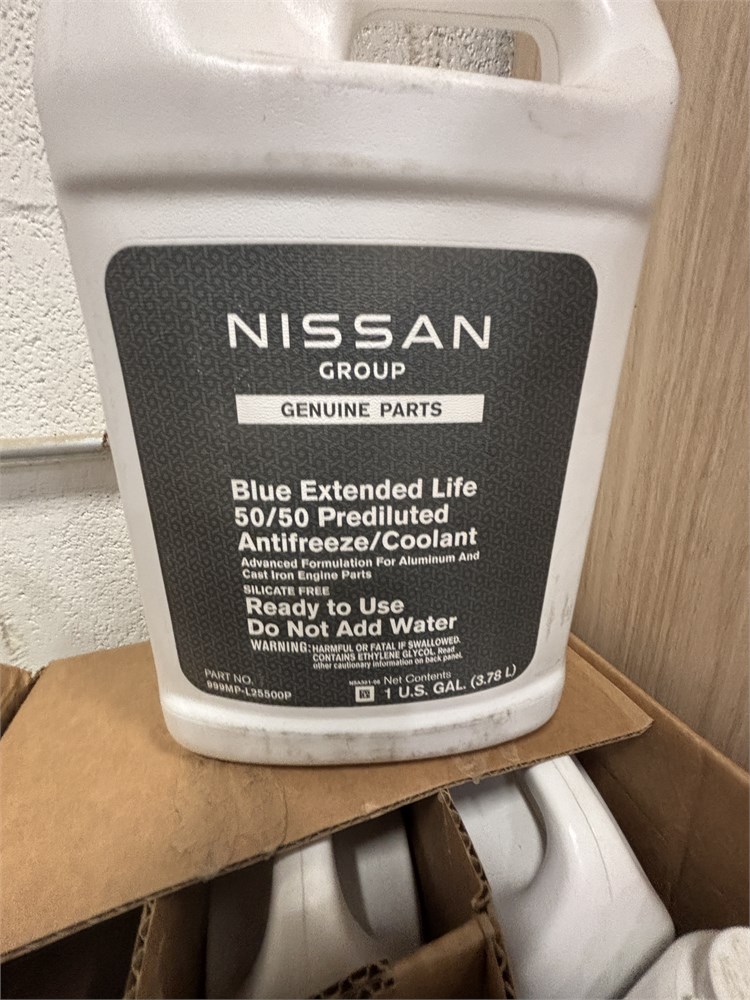 NISSAN
GROUP
GENUINE PARTS
Blue Extended Life
50/50 Prediluted
Antifreeze/Coolant
Advanced Formulation For Aluminum And
Cast Iron Engine Parts
SILICATE FREE
Ready to Use
Do Not Add Water
WARNING: HARMFUL OR FATAL IF SWALLOWED.
CONTAINS ETHYLENE GLYCOL. Read
other cautionary information on back panel.
PART NO.
999MP-L25500P
Net Contents
1 U.S. GAL. (3.78 L)